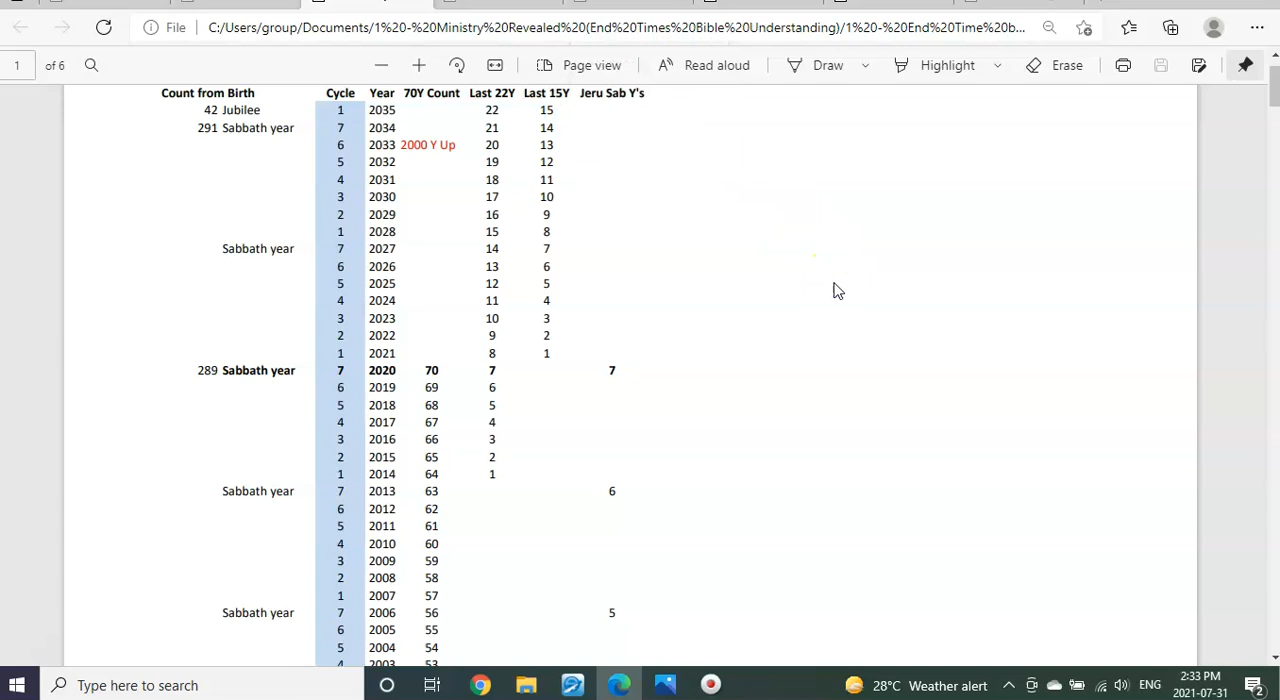 File C:/Users/group/Documents/1%20-%20Ministry%20Revealed%20(End%20Times%20Bible%20Understanding)/1%20-%20End%20Time%20b...
1 of 6 Page view Read aloud Draw Highlight Erase
Count from Birth Cycle Year 70Y Count Last 22Y Last 15Y Jeru Sab Y's
42 Jubilee 1 2035 22 15
291 Sabbath year 7 2034 21 14
6 2033 2000 Y Up 20 13
5 2032 19 12
4 2031 18 11
3 2030 17 10
2 2029 16 9
1 2028 15 8
Sabbath year 7 2027 14 7
6 2026 13 6
5 2025 12 5
4 2024 11 4
3 2023 10 3
2 2022 9 2
1 2021 8 1
289 Sabbath year 7 2020 70 7 7
6 2019 69 6
5 2018 68 5
4 2017 67 4
3 2016 66 3
2 2015 65 2
1 2014 64 1
Sabbath year 7 2013 63 6
6 2012 62
5 2011 61
4 2010 60
3 2009 59
2 2008 58
1 2007 57
Sabbath year 7 2006 56 5
6 2005 55
5 2004 54
4 2003 53
Type here to search 28°C Weather alert ENG 2:33 PM
2021-07-31 2